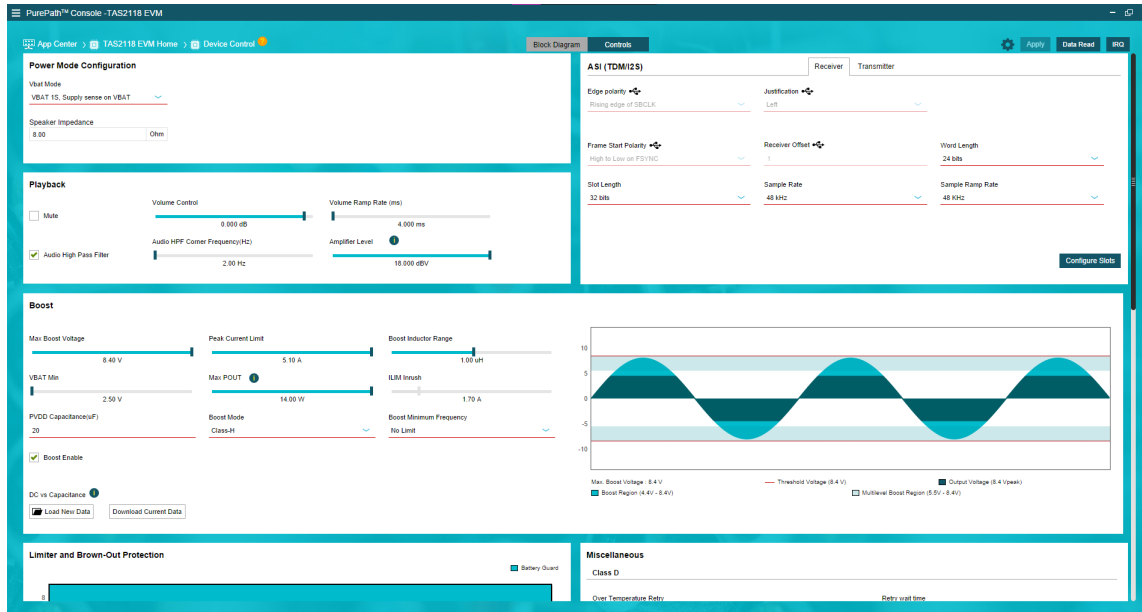 PurePath™ Console -TAS2118 EVM
App Center
TAS2118 EVM Home
Device Control
Block Diagram
Controls
Apply
Data Read
IRQ
Power Mode Configuration
Vbat Mode
VBAT 1S, Supply sense on VBAT
Speaker Impedance
8.00 Ohm
ASI (TDM/I2S)
Receiver
Transmitter
Edge polarity
Justification
Rising edge of SBCLK
Left
Frame Start Polarity
Receiver Offset
Word Length
High to Low on FSYNC
1
24 bits
Slot Length
Sample Rate
Sample Ramp Rate
32 bits
48 kHz
48 KHz
Configure Slots
Playback
Mute
Volume Control
Volume Ramp Rate (ms)
0.000 dB
4.000 ms
Audio High Pass Filter
Audio HPF Corner Frequency(Hz)
Amplifier Level
2.00 Hz
18.000 dBV
Boost
Max Boost Voltage
Peak Current Limit
Boost Inductor Range
8.40 V
5.10 A
1.00 uH
VBAT Min
Max POUT
ILIM Inrush
2.50 V
14.00 W
1.70 A
PVDD Capacitance(uF)
Boost Mode
Boost Minimum Frequency
20
Class-H
No Limit
Boost Enable
DC vs Capacitance
Load New Data
Download Current Data
10
5
0
-5
-10
Max. Boost Voltage : 8.4 V
Threshold Voltage (8.4 V)
Output Voltage (8.4 Vpeak)
Boost Region (4.4V - 8.4V)
Multilevel Boost Region (5.5V - 8.4V)
Limiter and Brown-Out Protection
Battery Guard
8
Miscellaneous
Class D
Over Temperature Retry
Retry wait time